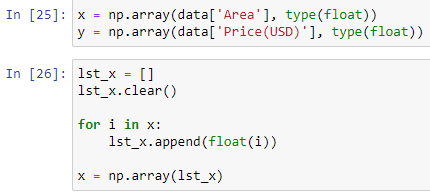 In [25]: x = np.array(data['Area'], type(float))
y = np.array(data['Price(USD)'], type(float))
In [26]: lst_x = []
lst_x.clear()
for i in x:
    lst_x.append(float(i))
x = np.array(lst_x)